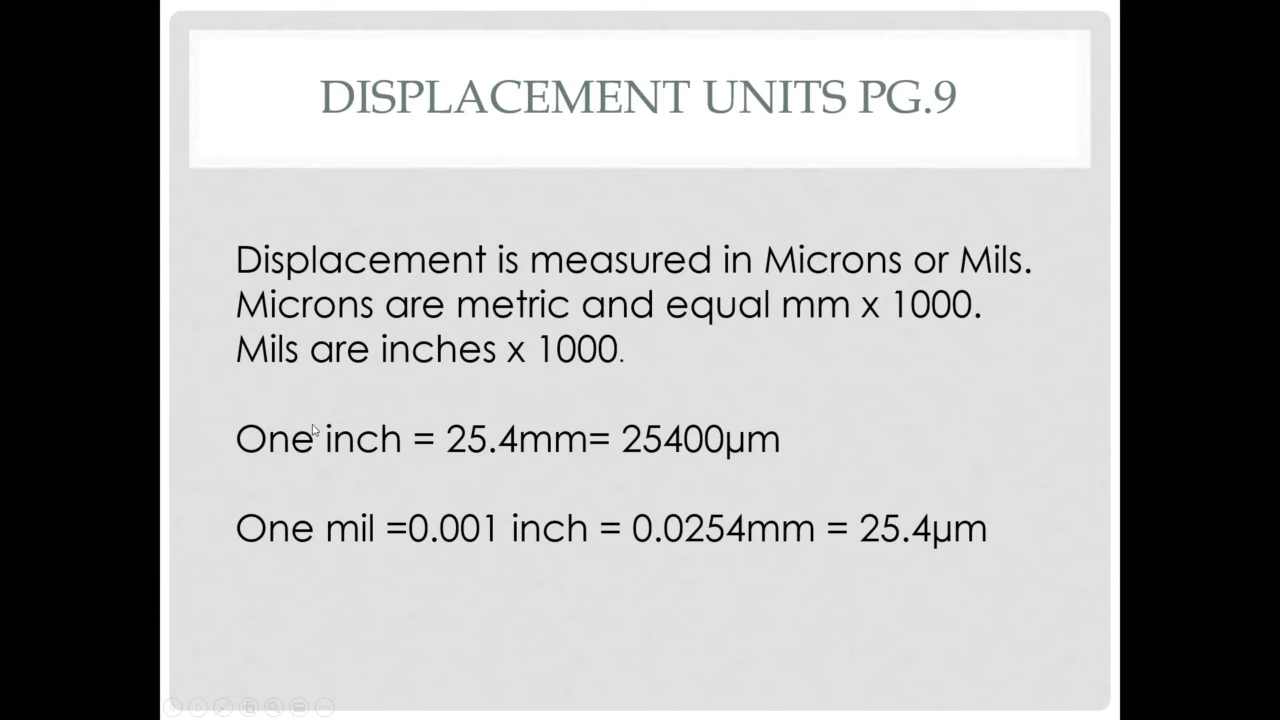 DISPLACEMENT UNITS PG.9
Displacement is measured in Microns or Mils.
Microns are metric and equal mm x 1000.
Mils are inches x 1000.
One inch = 25.4mm= 25400µm
One mil =0.001 inch = 0.0254mm = 25.4µm